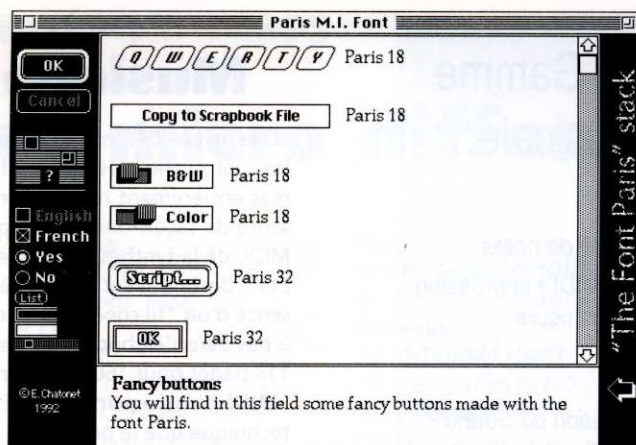 Paris M.I. Font
OK
Cancel
?
English
French
Yes
No
List
© E. Chatonet
1992
QWERTY Paris 18
Copy to Scrapbook File Paris 18
B&W Paris 18
Color Paris 18
Script... Paris 32
OK Paris 32
Fancy buttons
You will find in this field some fancy buttons made with the
font Paris.
"The Font Paris" stack